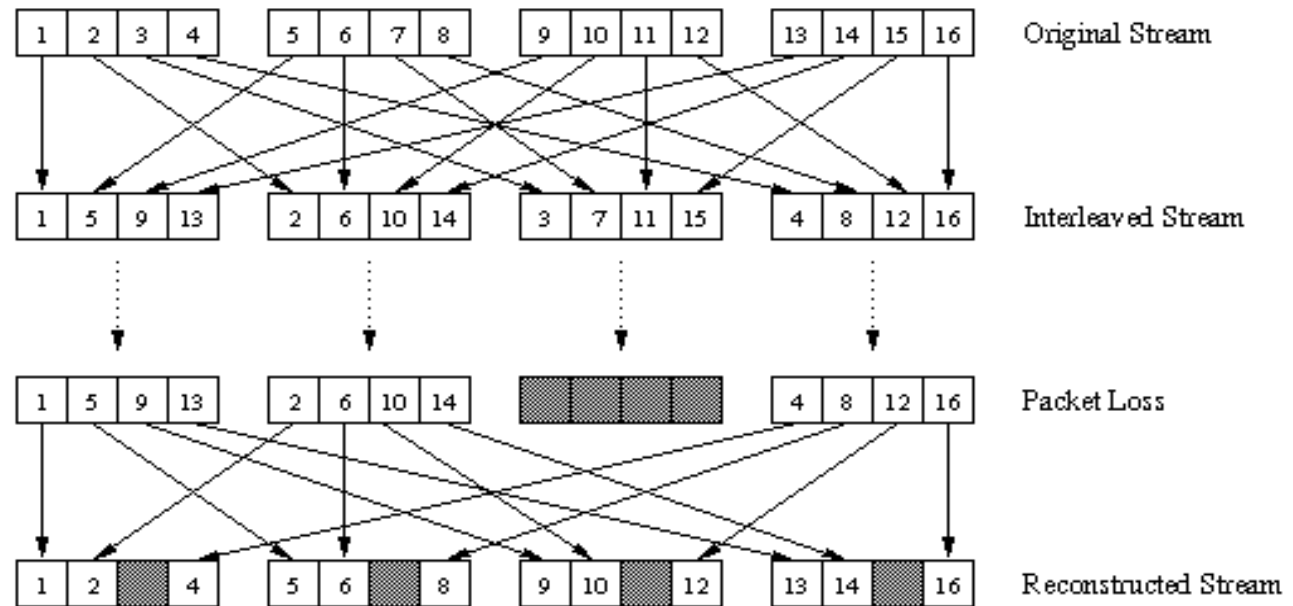 1 2 3 4 5 6 7 8 9 10 11 12 13 14 15 16 Original Stream
1 5 9 13 2 6 10 14 3 7 11 15 4 8 12 16 Interleaved Stream
1 5 9 13 2 6 10 14 4 8 12 16 Packet Loss
1 2 4 5 6 8 9 10 12 13 14 16 Reconstructed Stream